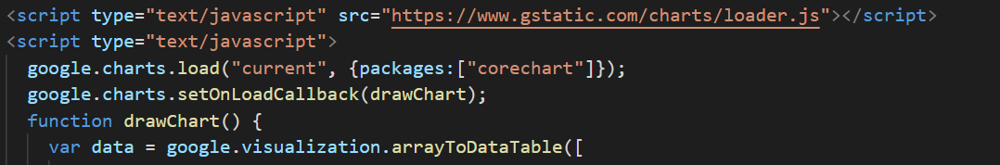 <script type="text/javascript" src="https://www.gstatic.com/charts/loader.js"></script>
<script type="text/javascript">
  google.charts.load("current", {packages:["corechart"]});
  google.charts.setOnLoadCallback(drawChart);
  function drawChart() {
    var data = google.visualization.arrayToDataTable([